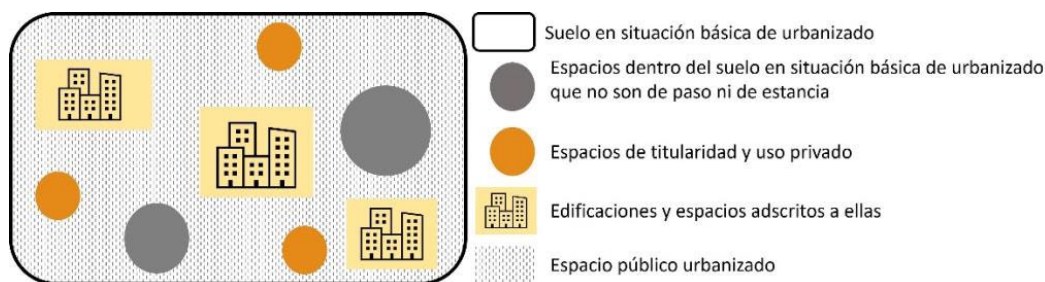 Suelo en situación básica de urbanizado
Espacios dentro del suelo en situación básica de urbanizado
que no son de paso ni de estancia
Espacios de titularidad y uso privado
Edificaciones y espacios adscritos a ellas
Espacio público urbanizado